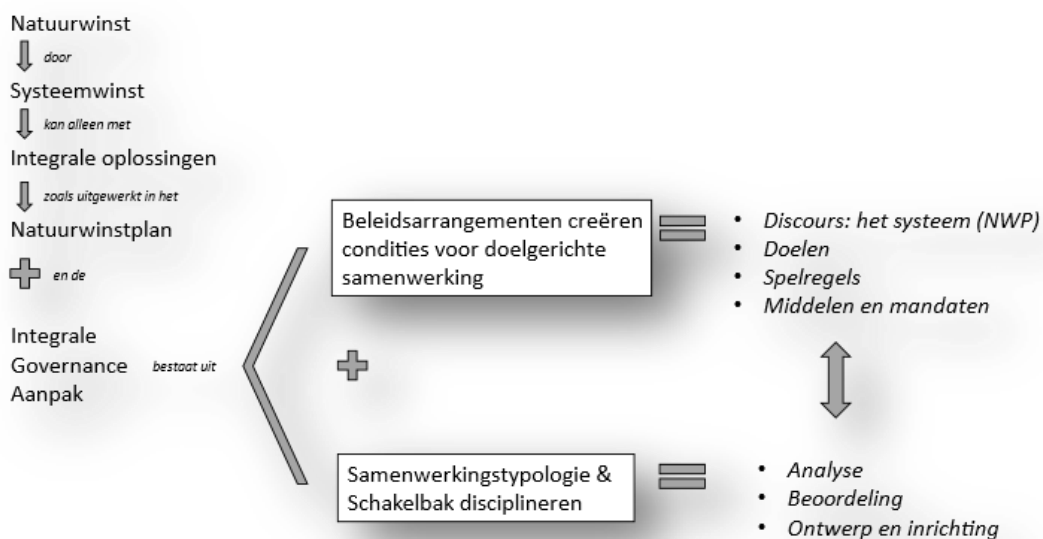 Natuurwinst
door
Systeemwinst
kan alleen met
Integrale oplossingen
zoals uitgewerkt in het
Natuurwinstplan
en de
Integrale
Governance
Aanpak
bestaat uit
Beleidsarrangementen creëren
condities voor doelgerichte
samenwerking
• Discours: het systeem (NWP)
• Doelen
• Spelregels
• Middelen en mandaten
Samenwerkingstypologie &
Schakelbak disciplineren
• Analyse
• Beoordeling
• Ontwerp en inrichting